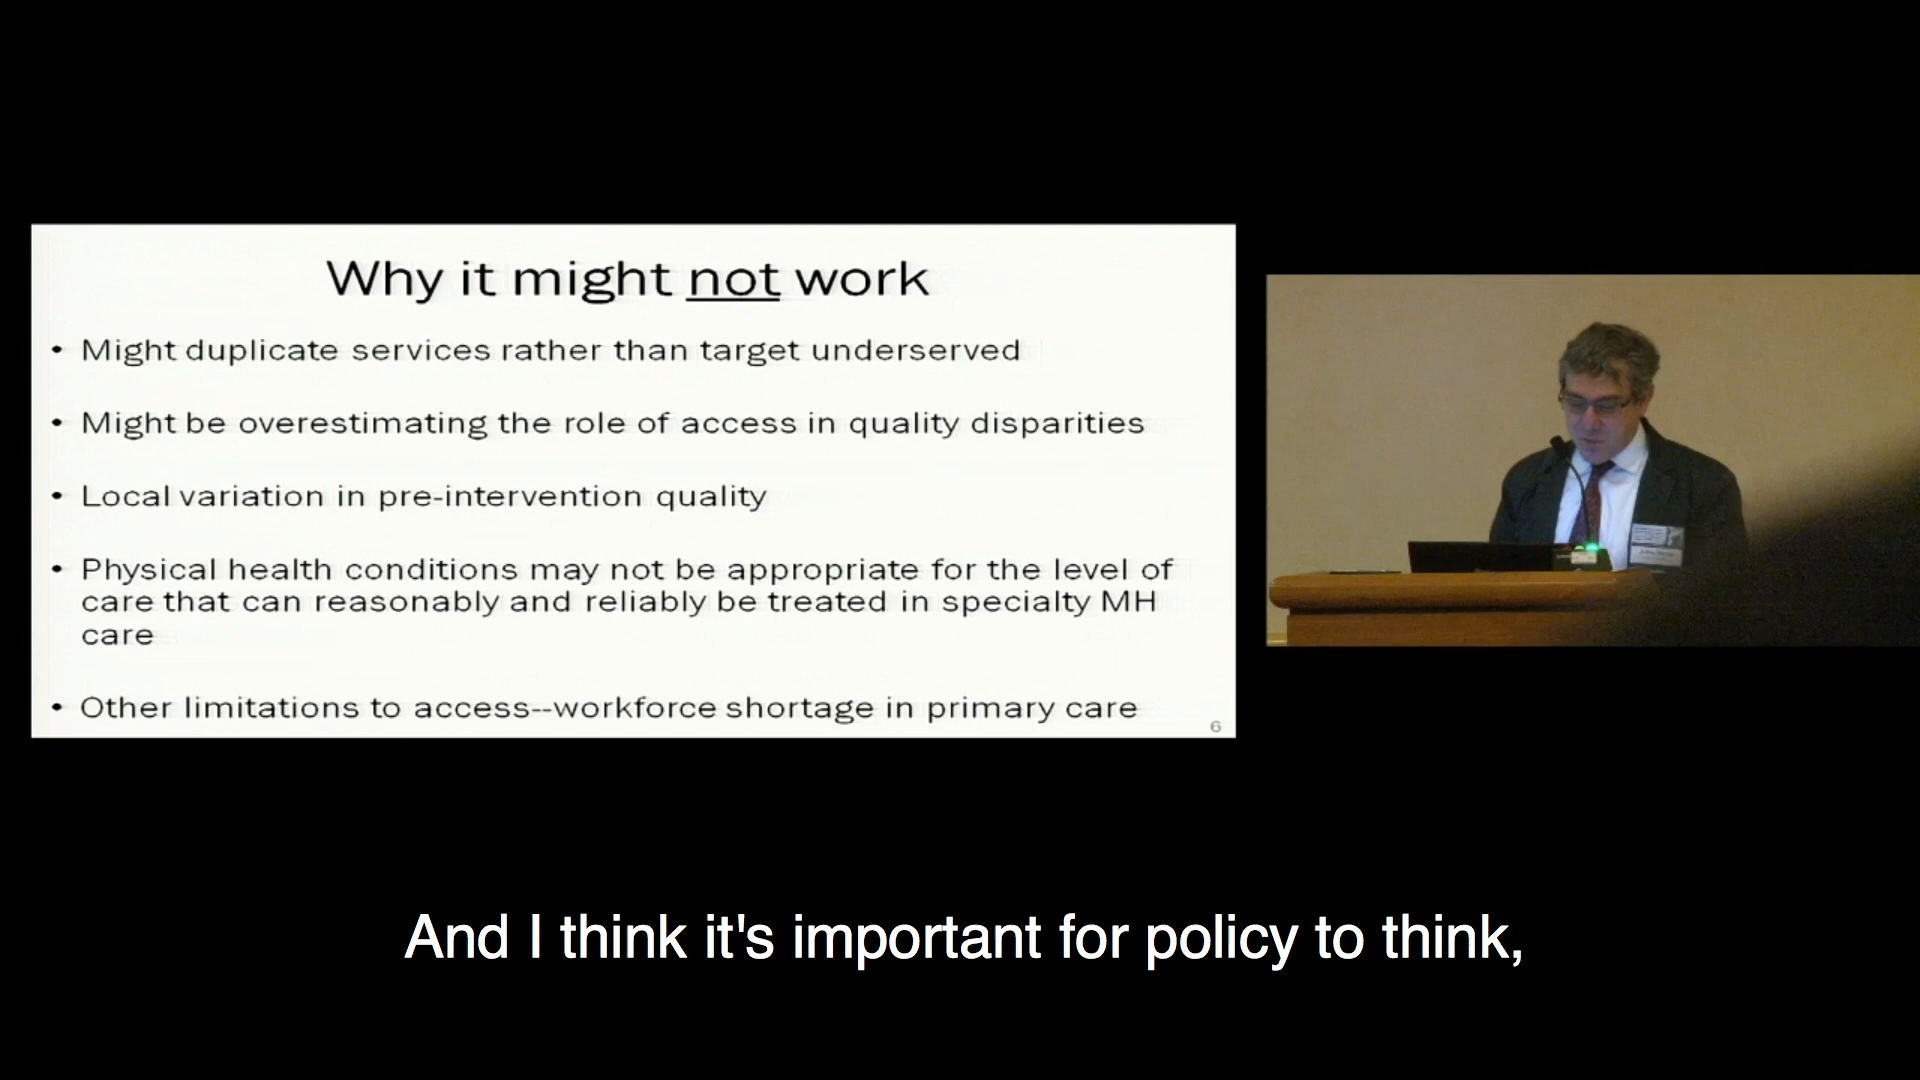 Why it might not work
• Might duplicate services rather than target underserved
• Might be overestimating the role of access in quality disparities
• Local variation in pre-intervention quality
• Physical health conditions may not be appropriate for the level of
care that can reasonably and reliably be treated in specialty MH
care
• Other limitations to access--workforce shortage in primary care
6
And I think it's important for policy to think,